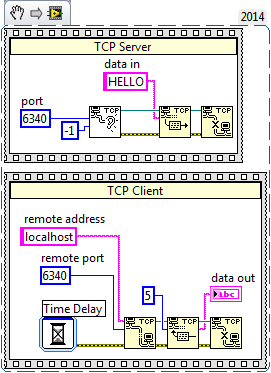 2014
TCP Server
data in
HELLO
port
6340
-1
TCP
TCP
TCP
TCP Client
remote address
localhost
remote port
6340
data out
5
abc
Time Delay
TCP
TCP
TCP